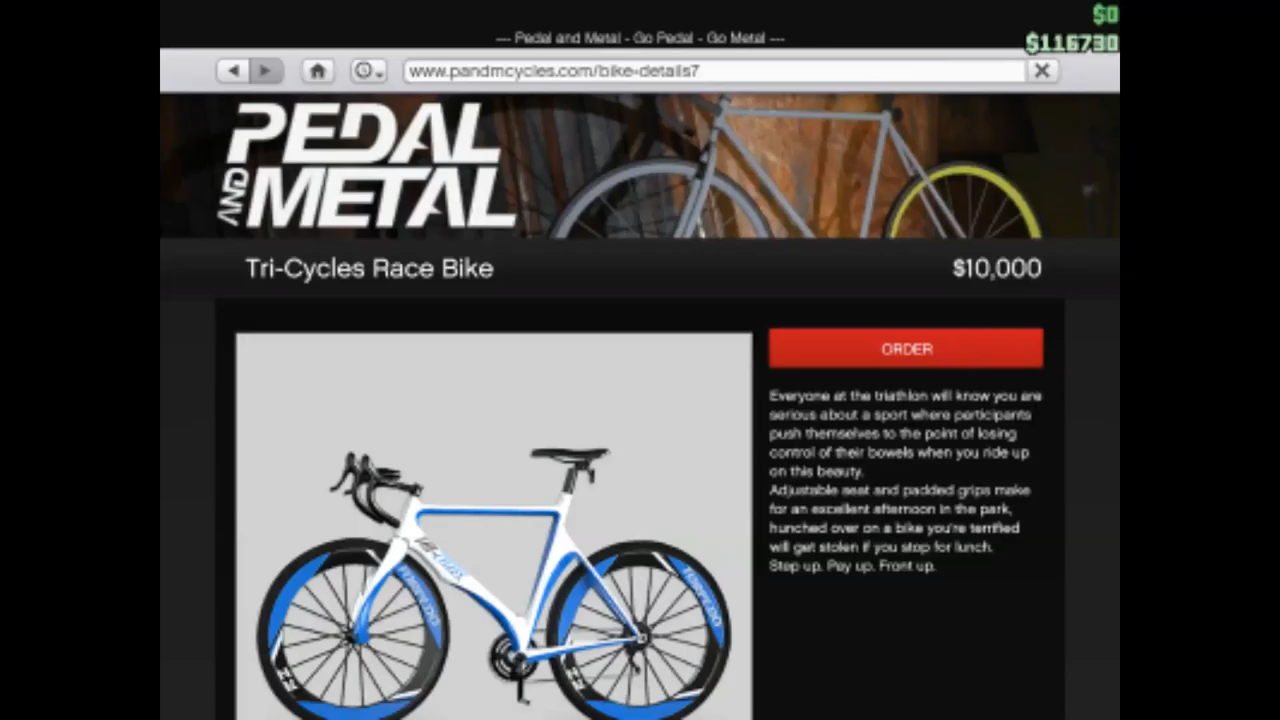 $0
--- Pedal and Metal - Go Pedal - Go Metal ---
$116730
www.pandmcycles.com/bike-details7
PEDAL
AND
METAL
Tri-Cycles Race Bike
$10,000
ORDER
Everyone at the triathlon will know you are
serious about a sport where participants
push themselves to the point of losing
control of their bowels when you ride up
on this beauty.
Adjustable seat and padded grips make
for an excellent afternoon in the park,
hunched over on a bike you're terrified
will get stolen if you stop for lunch.
Step up. Pay up. Front up.
TORPEDO
TORPEDO